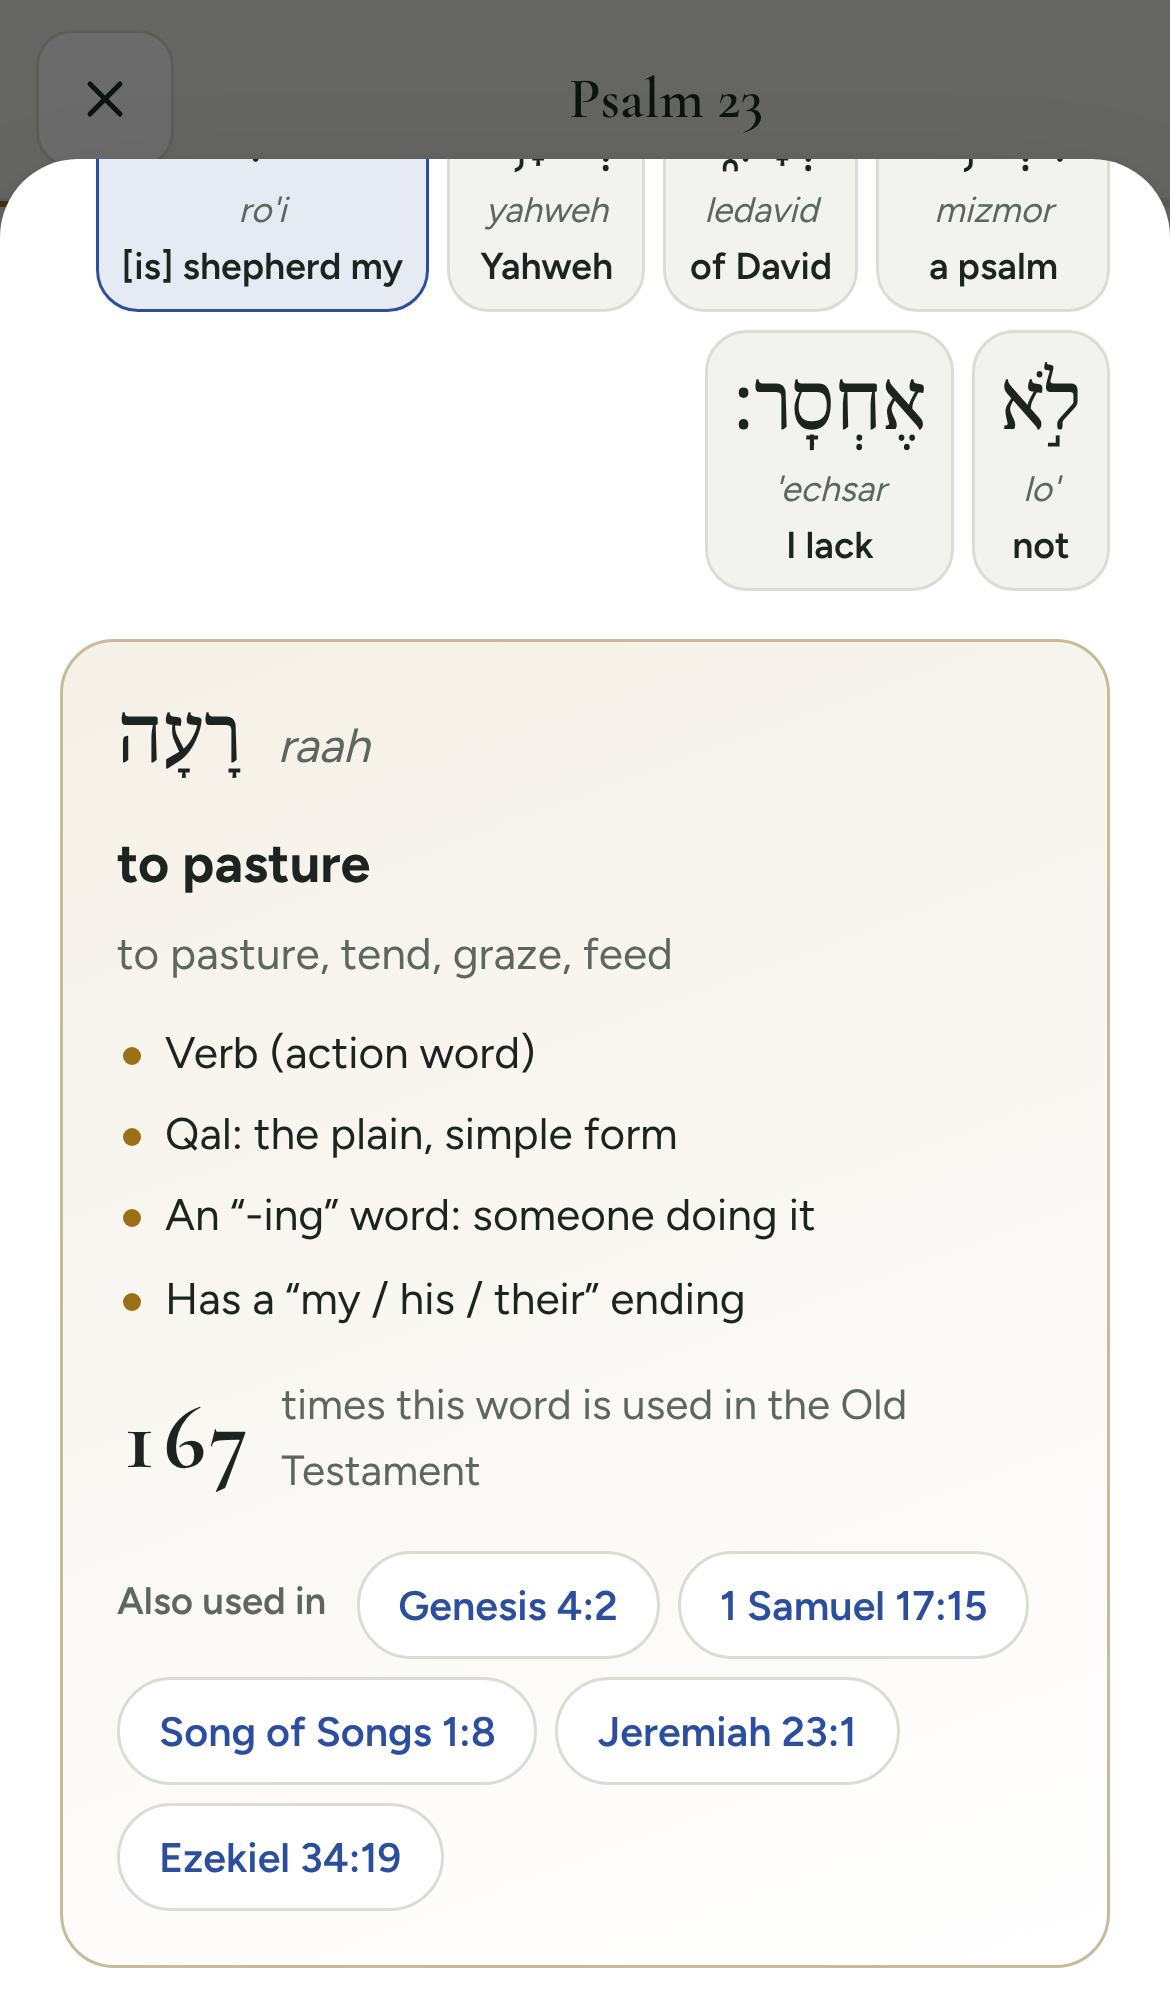 Psalm 23
ro'i yahweh ledavid mizmor
[is] shepherd my Yahweh of David a psalm
אֶחְסָֽר׃ לֹ֣א
'echsar lo'
I lack not
רָעָה raah
to pasture
to pasture, tend, graze, feed
Verb (action word)
Qal: the plain, simple form
An “-ing” word: someone doing it
Has a “my / his / their” ending
167 times this word is used in the Old
Testament
Also used in Genesis 4:2 1 Samuel 17:15
Song of Songs 1:8 Jeremiah 23:1
Ezekiel 34:19